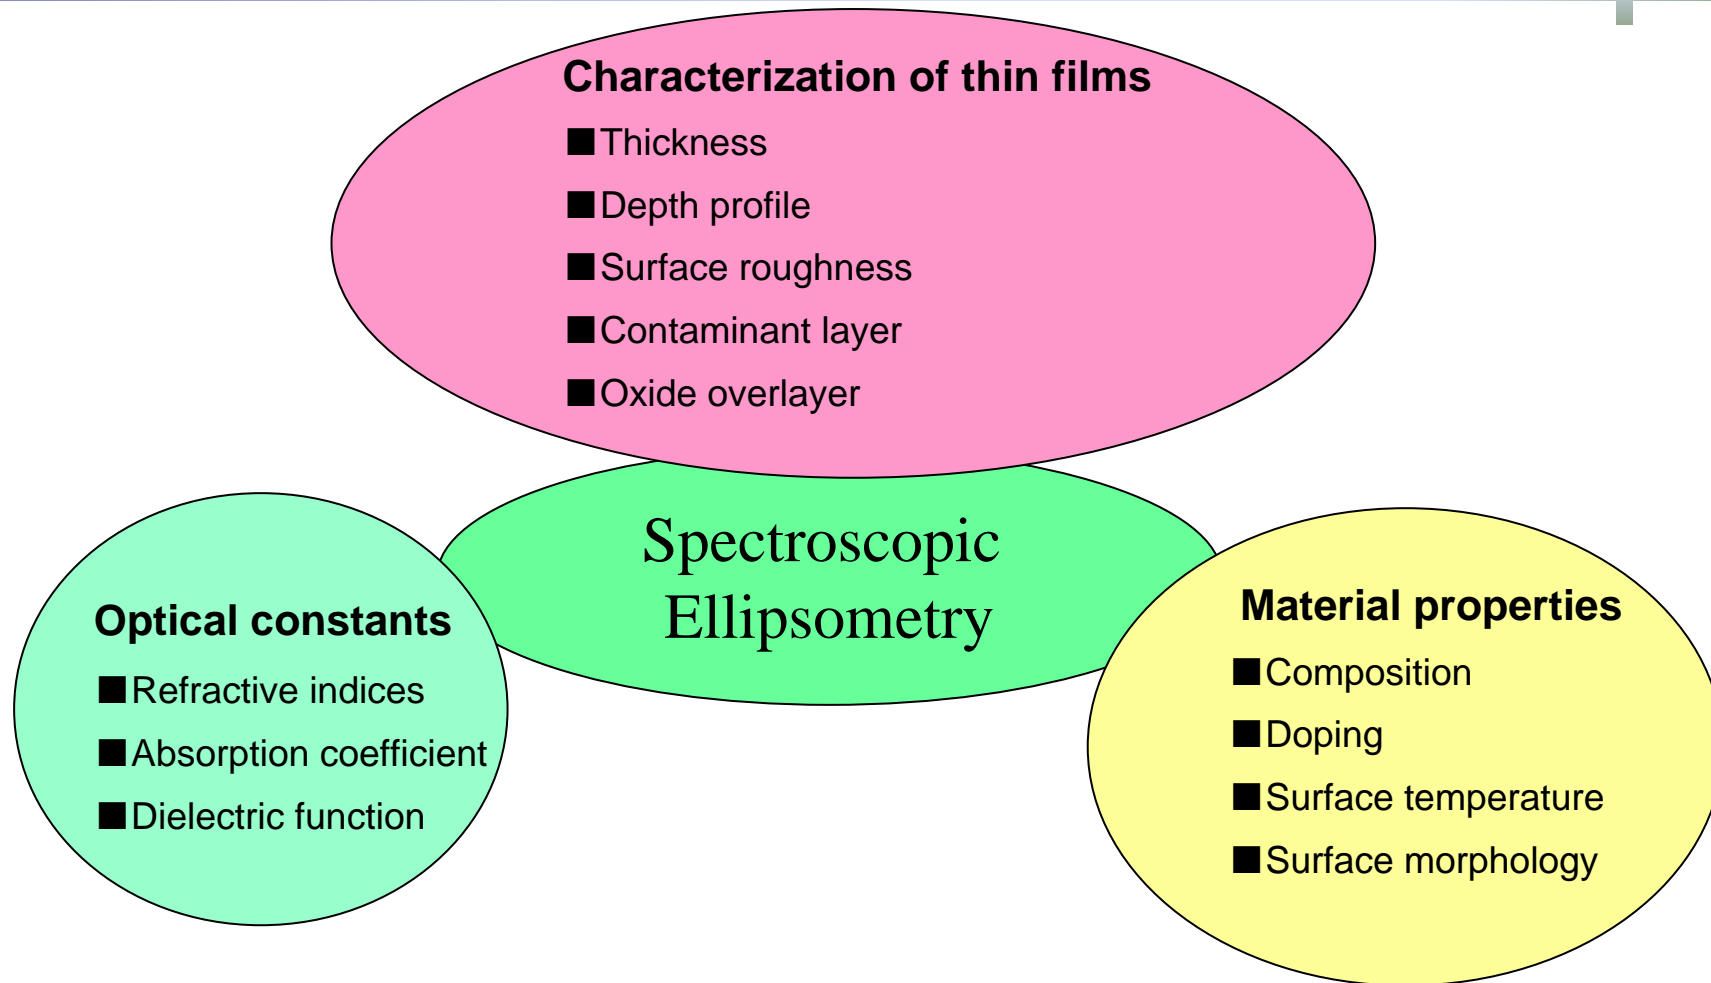 Characterization of thin films
■Thickness
■Depth profile
■Surface roughness
■Contaminant layer
■Oxide overlayer
Spectroscopic
Ellipsometry
Optical constants
■Refractive indices
■Absorption coefficient
■Dielectric function
Material properties
■Composition
■Doping
■Surface temperature
■Surface morphology